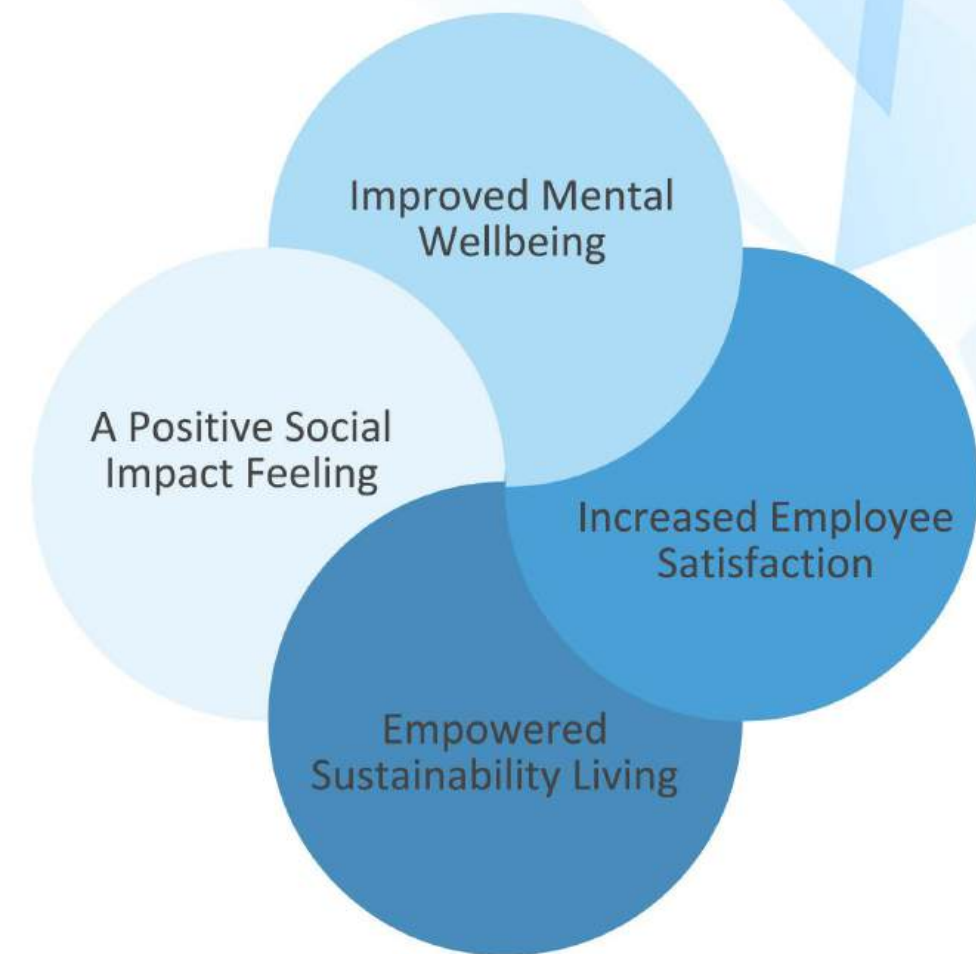 Improved Mental
Wellbeing
A Positive Social
Impact Feeling
Increased Employee
Satisfaction
Empowered
Sustainability Living